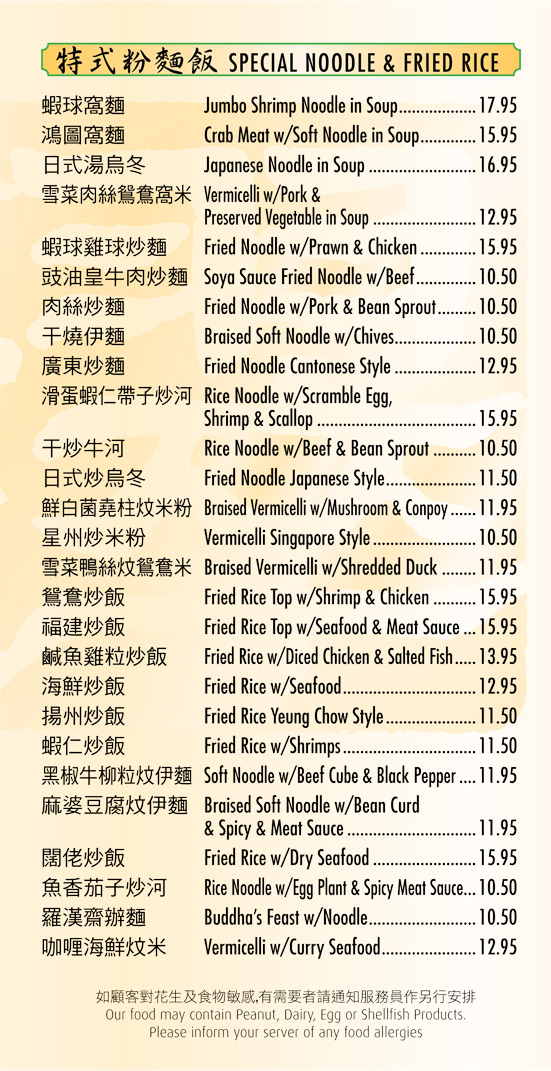 特式粉麵飯 SPECIAL NOODLE & FRIED RICE
蝦球窩麵 Jumbo Shrimp Noodle in Soup.................. 17.95
鴻圖窩麵 Crab Meat w/Soft Noodle in Soup............. 15.95
日式湯烏冬 Japanese Noodle in Soup ......................... 16.95
雪菜肉絲鴛鴦窩米 Vermicelli w/Pork &
Preserved Vegetable in Soup ........................ 12.95
蝦球雞球炒麵 Fried Noodle w/Prawn & Chicken ............. 15.95
豉油皇牛肉炒麵 Soya Sauce Fried Noodle w/Beef.............. 10.50
肉絲炒麵 Fried Noodle w/Pork & Bean Sprout......... 10.50
干燒伊麵 Braised Soft Noodle w/Chives................... 10.50
廣東炒麵 Fried Noodle Cantonese Style ................... 12.95
滑蛋蝦仁帶子炒河 Rice Noodle w/Scramble Egg,
Shrimp & Scallop ..................................... 15.95
干炒牛河 Rice Noodle w/Beef & Bean Sprout .......... 10.50
日式炒烏冬 Fried Noodle Japanese Style..................... 11.50
鮮白菌堯柱炆米粉 Braised Vermicelli w/Mushroom & Conpoy ...... 11.95
星州炒米粉 Vermicelli Singapore Style ........................ 10.50
雪菜鴨絲炆鴛鴦米 Braised Vermicelli w/Shredded Duck ........ 11.95
鴛鴦炒飯 Fried Rice Top w/Shrimp & Chicken .......... 15.95
福建炒飯 Fried Rice Top w/Seafood & Meat Sauce ... 15.95
鹹魚雞粒炒飯 Fried Rice w/Diced Chicken & Salted Fish..... 13.95
海鮮炒飯 Fried Rice w/Seafood............................... 12.95
揚州炒飯 Fried Rice Yeung Chow Style ..................... 11.50
蝦仁炒飯 Fried Rice w/Shrimps ............................... 11.50
黑椒牛柳粒炆伊麵 Soft Noodle w/Beef Cube & Black Pepper .... 11.95
麻婆豆腐炆伊麵 Braised Soft Noodle w/Bean Curd
& Spicy & Meat Sauce .............................. 11.95
闊佬炒飯 Fried Rice w/Dry Seafood ........................ 15.95
魚香茄子炒河 Rice Noodle w/Egg Plant & Spicy Meat Sauce... 10.50
羅漢齋辦麵 Buddha's Feast w/Noodle......................... 10.50
咖喱海鮮炆米 Vermicelli w/Curry Seafood...................... 12.95
如顧客對花生及食物敏感,有需要者請通知服務員作另行安排
Our food may contain Peanut, Dairy, Egg or Shellfish Products.
Please inform your server of any food allergies